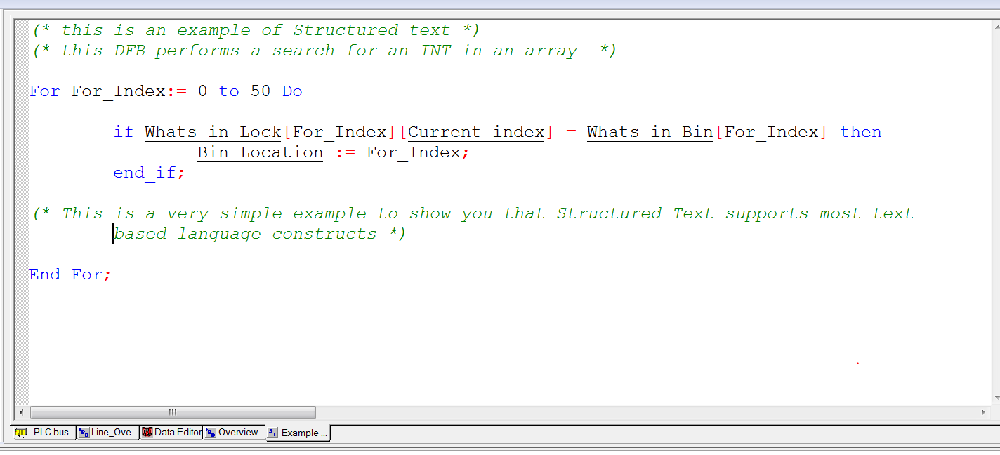 (* this is an example of Structured text *)
(* this DFB performs a search for an INT in an array  *)
For For_Index:= 0 to 50 Do
if Whats_in_Lock[For_Index][Current_index] = Whats_in_Bin[For_Index] then
Bin_Location := For_Index;
end_if;
(* This is a very simple example to show you that Structured Text supports most text
based language constructs *)
End_For;
PLC bus
Line_Ove...
Data Editor
Overview...
Example ...